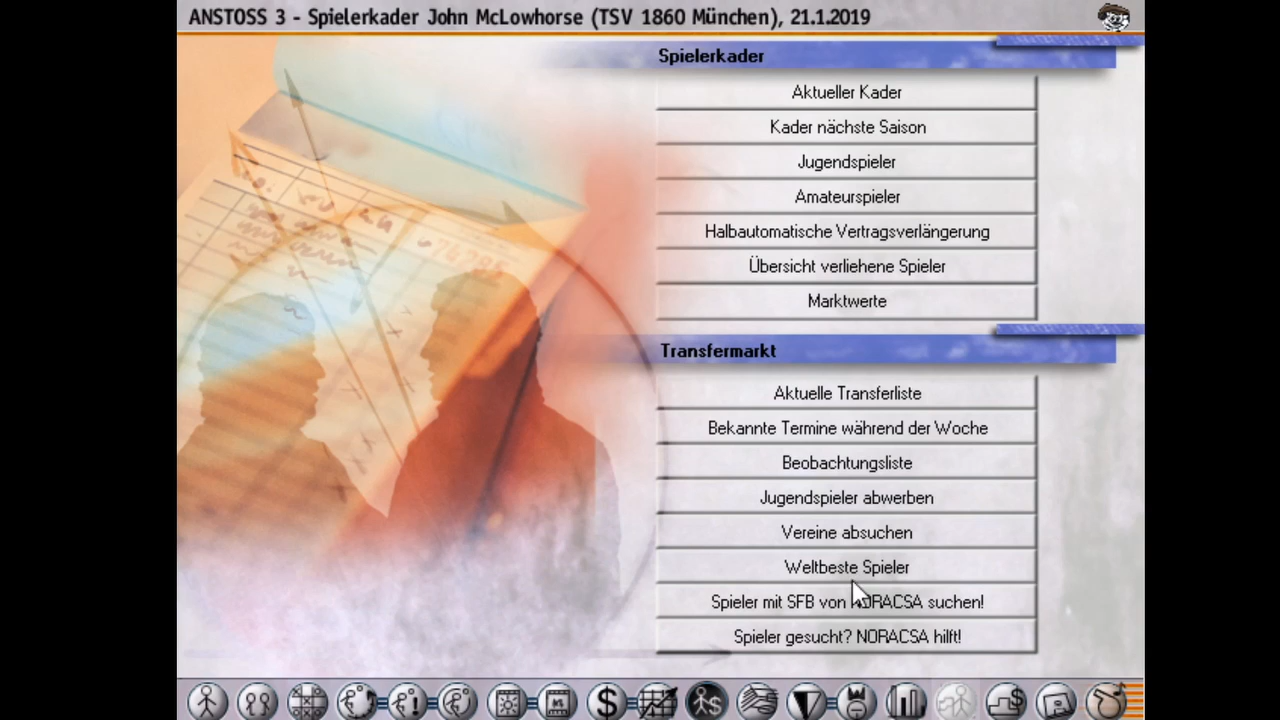 ANSTOSS 3 - Spielerkader John McLowhorse (TSV 1860 München), 21.1.2019
Spielerkader
Aktueller Kader
Kader nächste Saison
Jugendspieler
Amateurspieler
Halbautomatische Vertragsverlängerung
Übersicht verliehene Spieler
Marktwerte
Transfermarkt
Aktuelle Transferliste
Bekannte Termine während der Woche
Beobachtungsliste
Jugendspieler abwerben
Vereine absuchen
Weltbeste Spieler
Spieler mit SFB von NORACSA suchen!
Spieler gesucht? NORACSA hilft!